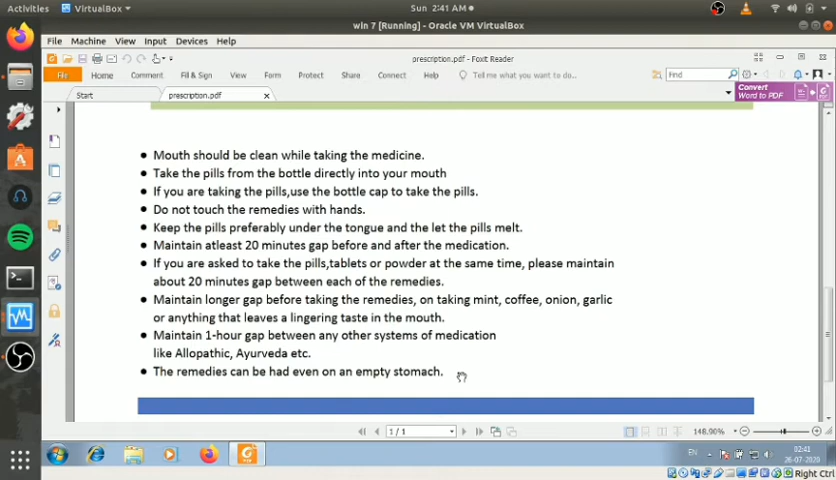 Activities VirtualBox Sun 2:41 AM
win 7 [Running] - Oracle VM VirtualBox
File Machine View Input Devices Help
prescription.pdf - Foxit Reader
File Home Comment Fill & Sign View Form Protect Share Connect Help Tell me what you want to do... Find
Start prescription.pdf
Convert
Word to PDF
Mouth should be clean while taking the medicine.
Take the pills from the bottle directly into your mouth
If you are taking the pills,use the bottle cap to take the pills.
Do not touch the remedies with hands.
Keep the pills preferably under the tongue and the let the pills melt.
Maintain atleast 20 minutes gap before and after the medication.
If you are asked to take the pills,tablets or powder at the same time, please maintain
about 20 minutes gap between each of the remedies.
Maintain longer gap before taking the remedies, on taking mint, coffee, onion, garlic
or anything that leaves a lingering taste in the mouth.
Maintain 1-hour gap between any other systems of medication
like Allopathic, Ayurveda etc.
The remedies can be had even on an empty stomach.
1 / 1 148.90%
EN 02:41
26-07-2020
Right Ctrl